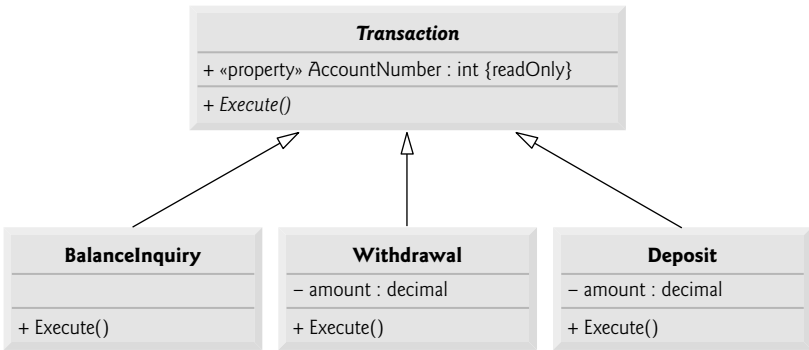 Transaction
+ «property» AccountNumber : int {readOnly}
+ Execute()
BalanceInquiry
+ Execute()
Withdrawal
– amount : decimal
+ Execute()
Deposit
– amount : decimal
+ Execute()